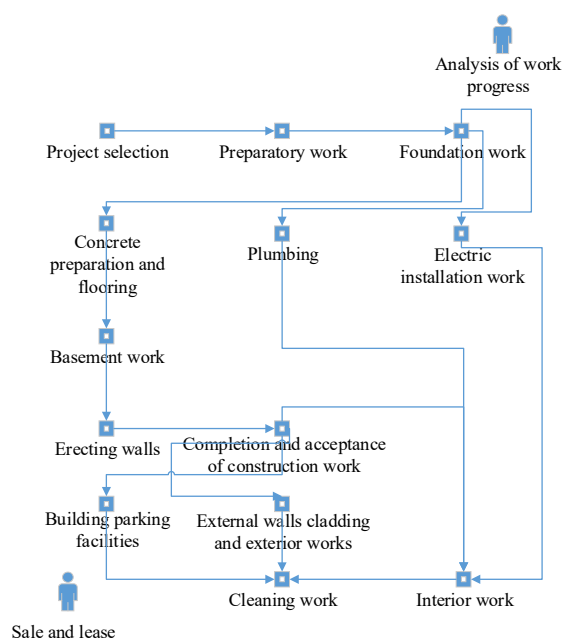 Analysis of work
progress
Project selection
Preparatory work
Foundation work
Concrete
preparation and
flooring
Plumbing
Electric
installation work
Basement work
Erecting walls
Completion and acceptance
of construction work
Building parking
facilities
External walls cladding
and exterior works
Cleaning work
Interior work
Sale and lease